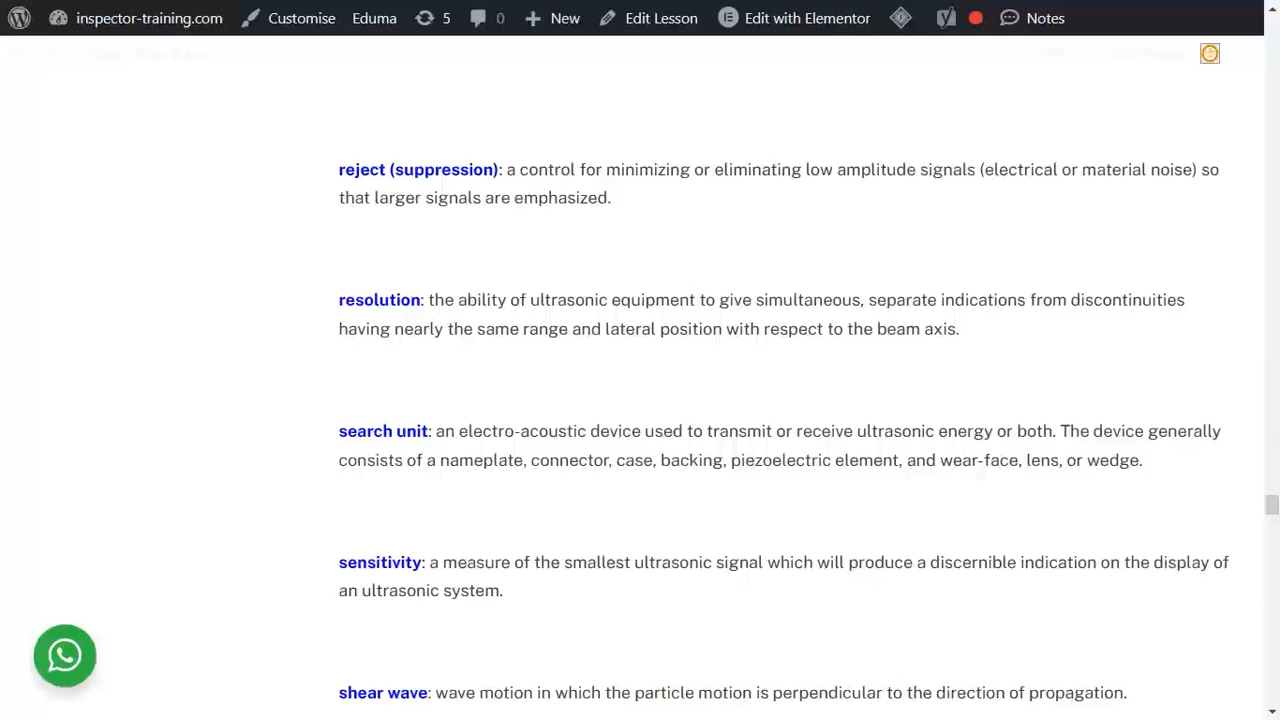 inspector-training.com Customise Eduma 5 0 New Edit Lesson Edit with Elementor Notes
reject (suppression): a control for minimizing or eliminating low amplitude signals (electrical or material noise) so
that larger signals are emphasized.
resolution: the ability of ultrasonic equipment to give simultaneous, separate indications from discontinuities
having nearly the same range and lateral position with respect to the beam axis.
search unit: an electro-acoustic device used to transmit or receive ultrasonic energy or both. The device generally
consists of a nameplate, connector, case, backing, piezoelectric element, and wear-face, lens, or wedge.
sensitivity: a measure of the smallest ultrasonic signal which will produce a discernible indication on the display of
an ultrasonic system.
shear wave: wave motion in which the particle motion is perpendicular to the direction of propagation.